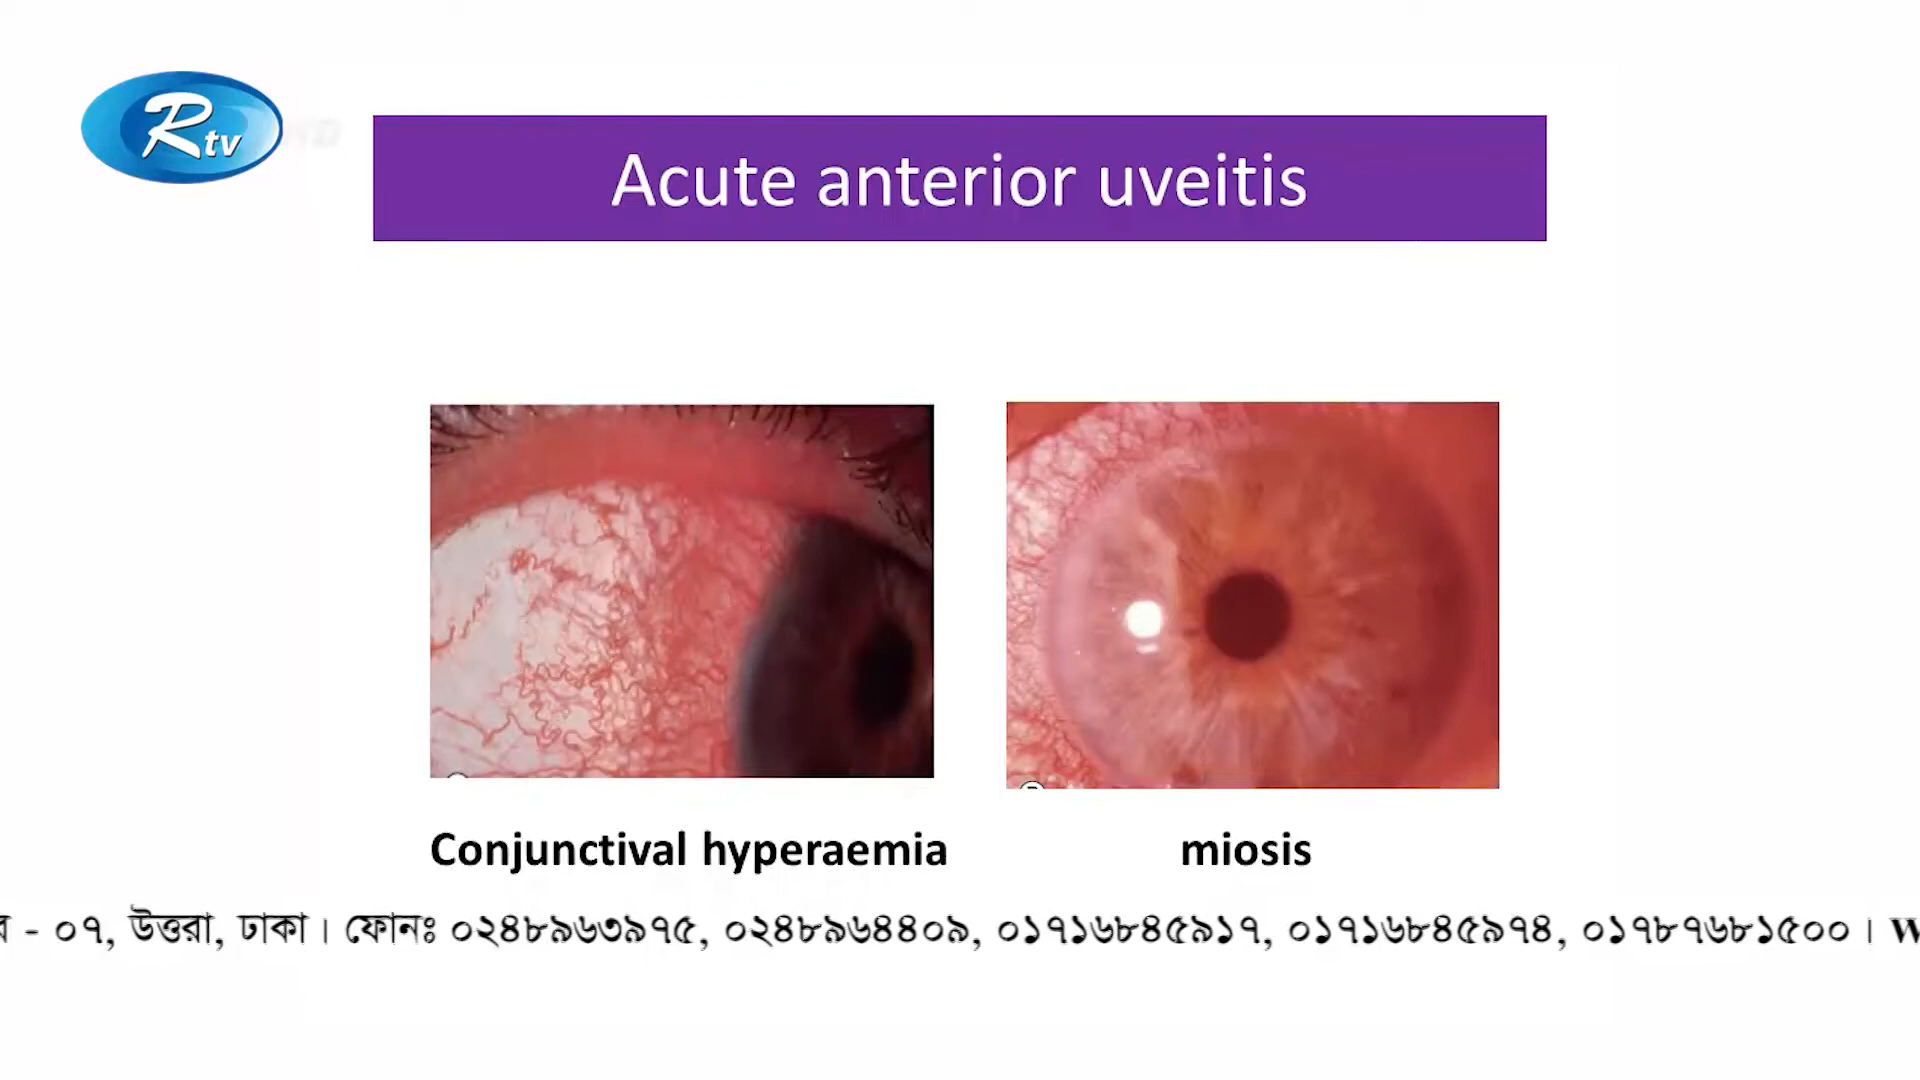 Rtv
Acute anterior uveitis
Conjunctival hyperaemia
miosis
- ০৭, উত্তরা, ঢাকা। ফোনঃ ০২৪৮৯৬৩৯৭৫, ০২৪৮৯৬৪৪০৯, ০১৭১৬৮৪৫৯১৭, ০১৭১৬৮৪৫৯৭৪, ০১৭৮৭৬৮১৫০০।